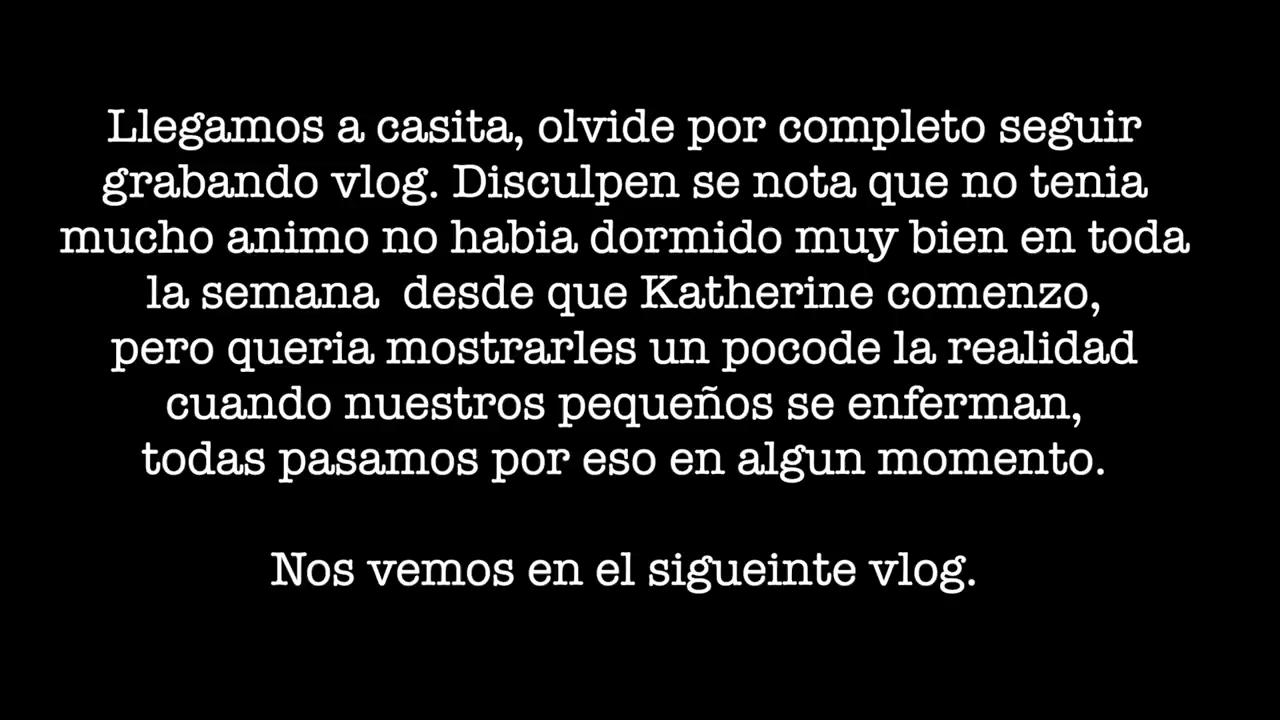 Llegamos a casita, olvide por completo seguir
grabando vlog. Disculpen se nota que no tenia
mucho animo no habia dormido muy bien en toda
la semana  desde que Katherine comenzo,
pero queria mostrarles un pocode la realidad
cuando nuestros pequeños se enferman,
todas pasamos por eso en algun momento.
Nos vemos en el sigueinte vlog.